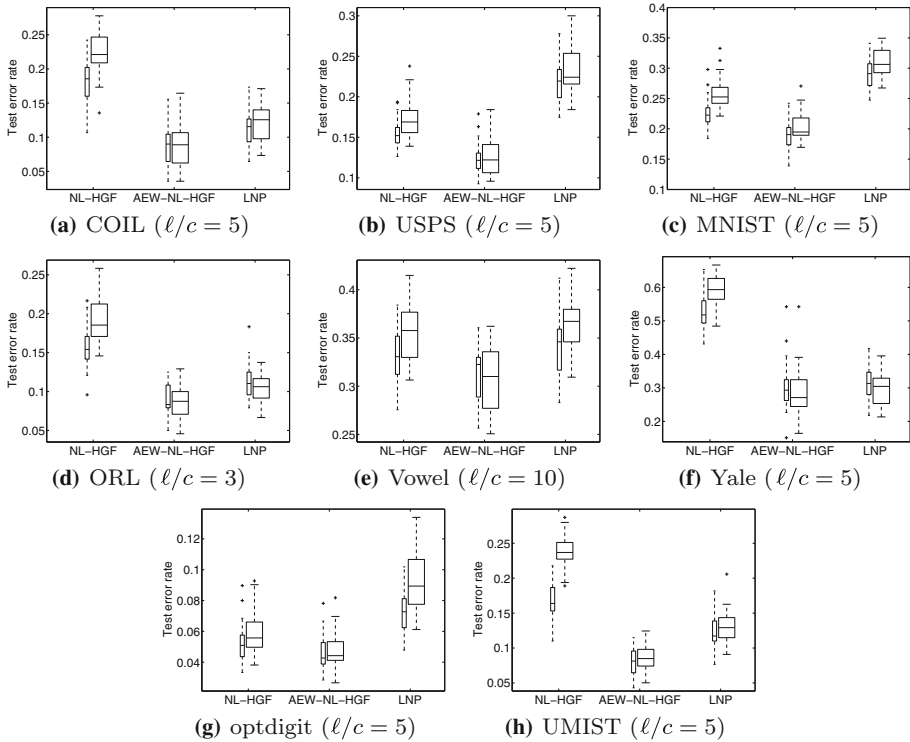 0.25
0.2
0.15
0.1
0.05
Test error rate
NL−HGF AEW−NL−HGF LNP
(a) COIL (ℓ/c = 5)
0.3
0.25
0.2
0.15
0.1
Test error rate
NL−HGF AEW−NL−HGF LNP
(b) USPS (ℓ/c = 5)
0.4
0.35
0.3
0.25
0.2
0.15
0.1
Test error rate
NL−HGF AEW−NL−HGF LNP
(c) MNIST (ℓ/c = 5)
0.25
0.2
0.15
0.1
0.05
Test error rate
NL−HGF AEW−NL−HGF LNP
(d) ORL (ℓ/c = 3)
0.4
0.35
0.3
0.25
Test error rate
NL−HGF AEW−NL−HGF LNP
(e) Vowel (ℓ/c = 10)
0.6
0.5
0.4
0.3
0.2
Test error rate
NL−HGF AEW−NL−HGF LNP
(f) Yale (ℓ/c = 5)
0.12
0.1
0.08
0.06
0.04
Test error rate
NL−HGF AEW−NL−HGF LNP
(g) optdigit (ℓ/c = 5)
0.25
0.2
0.15
0.1
0.05
Test error rate
NL−HGF AEW−NL−HGF LNP
(h) UMIST (ℓ/c = 5)